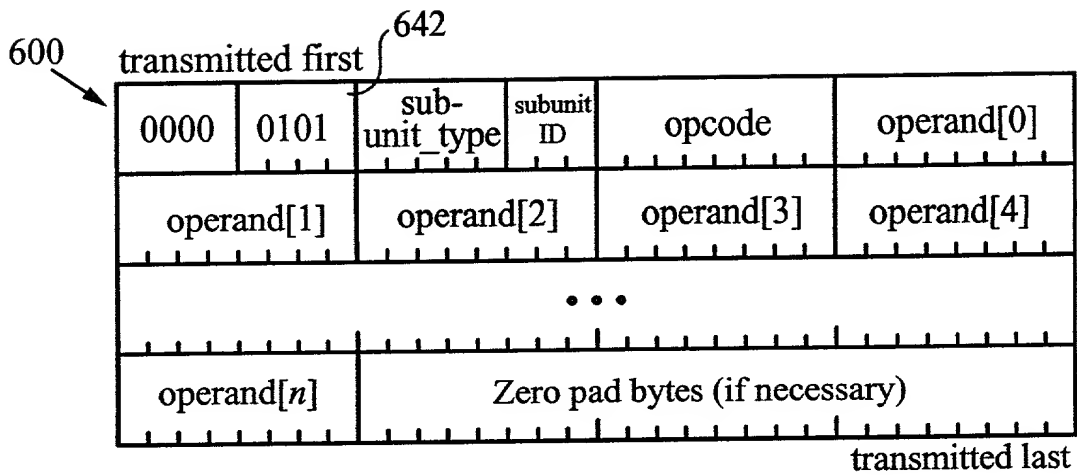 642
600
transmitted first
0000 0101 sub-unit_type subunit ID opcode operand[0]
operand[1] operand[2] operand[3] operand[4]
• • •
operand[n] Zero pad bytes (if necessary)
transmitted last